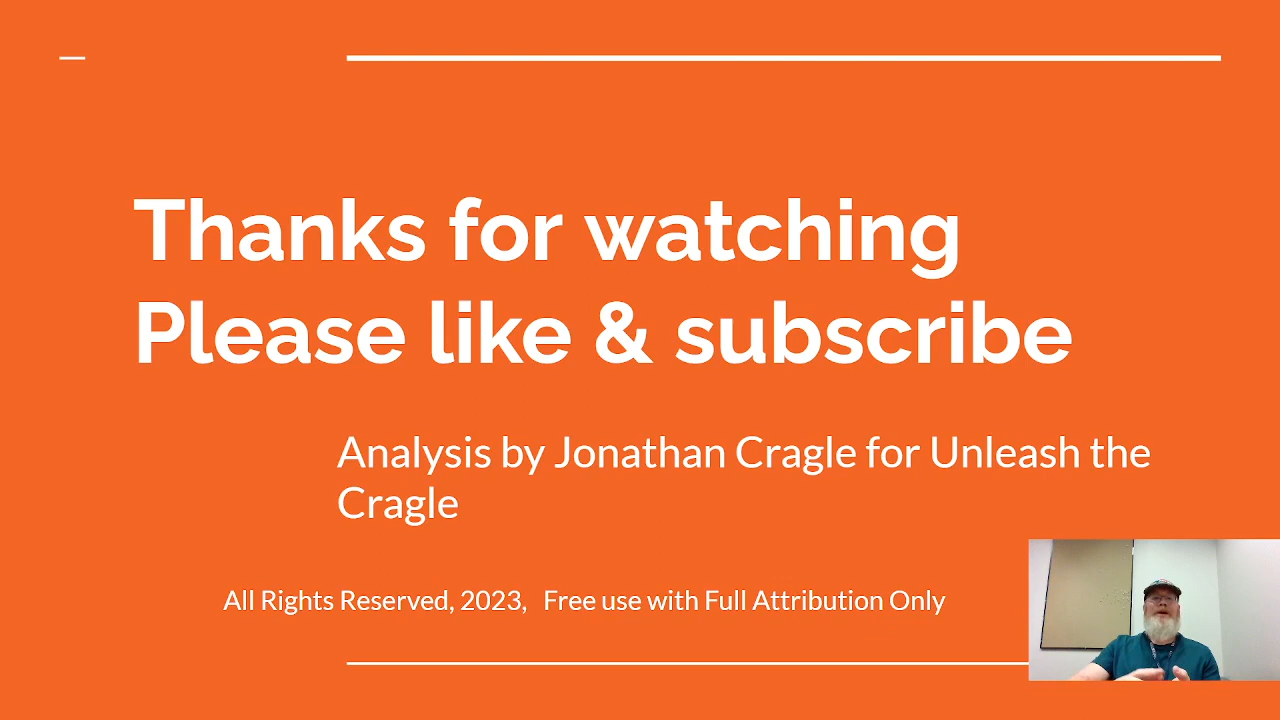 Thanks for watching
Please like & subscribe
Analysis by Jonathan Cragle for Unleash the
Cragle
All Rights Reserved, 2023, Free use with Full Attribution Only